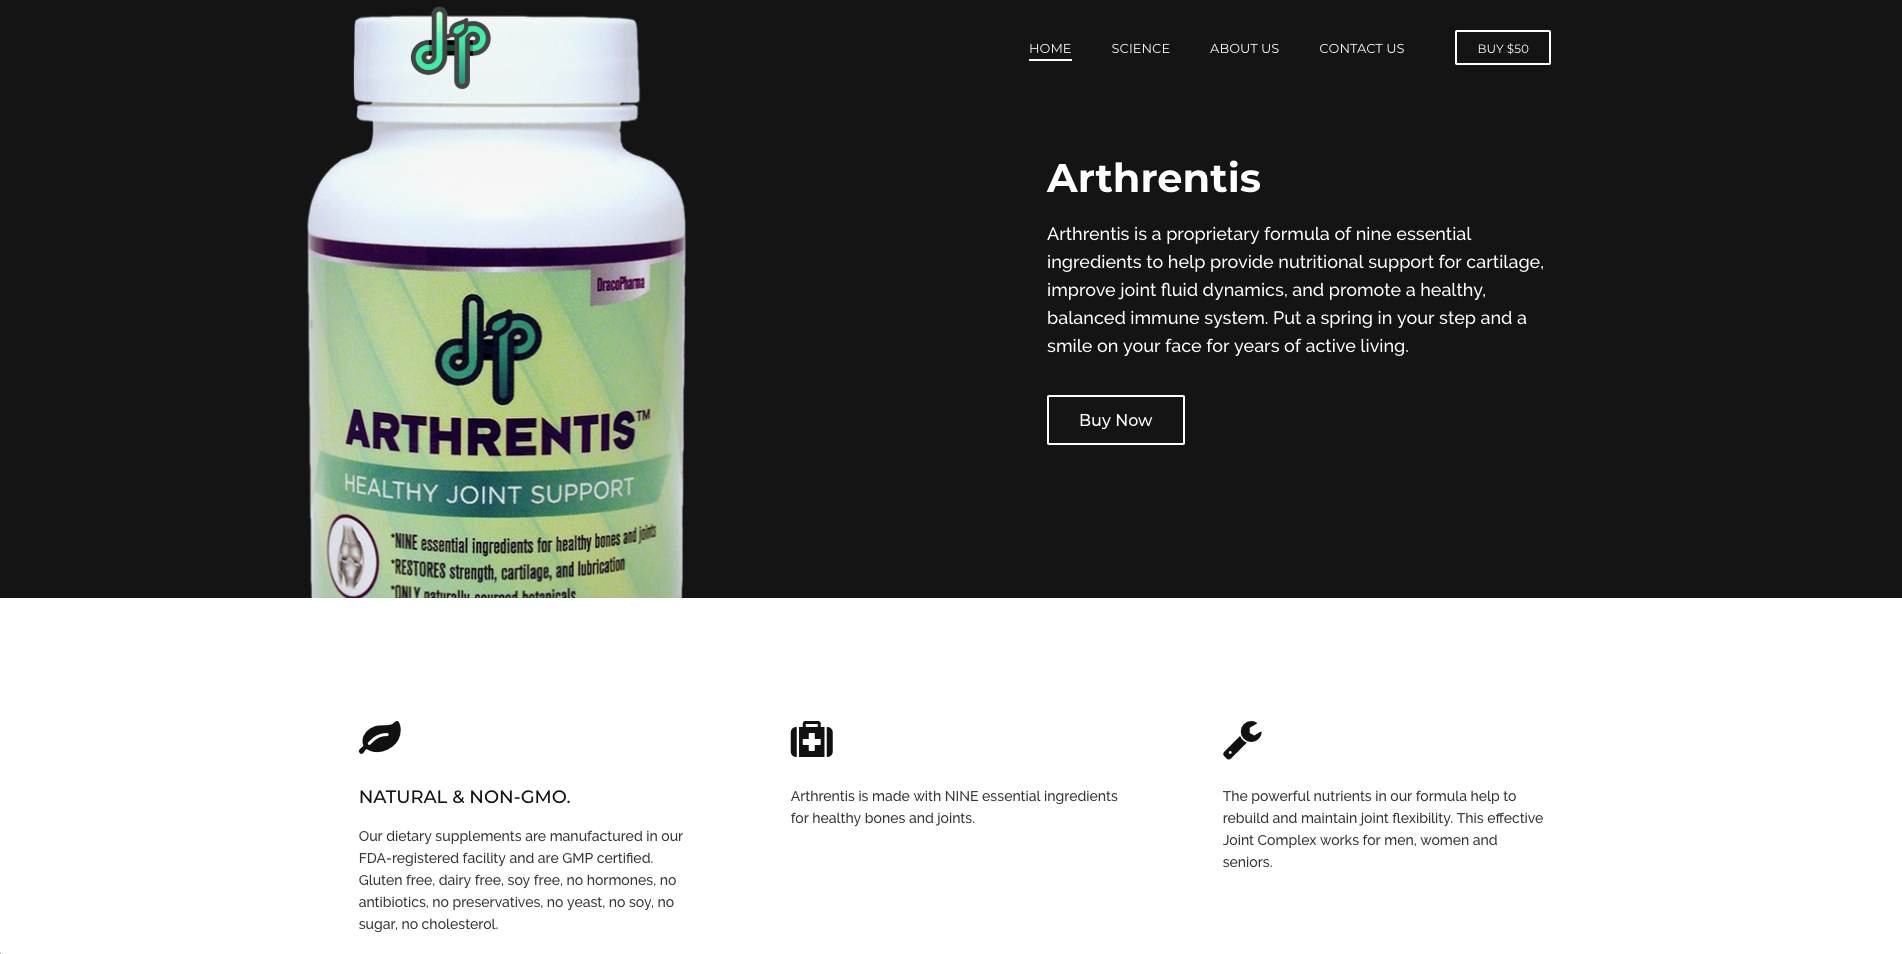 HOME
SCIENCE
ABOUT US
CONTACT US
BUY $50
Arthrentis
Arthrentis is a proprietary formula of nine essential
ingredients to help provide nutritional support for cartilage,
improve joint fluid dynamics, and promote a healthy,
balanced immune system. Put a spring in your step and a
smile on your face for years of active living.
Buy Now
dp
DracoPharma
dp
ARTHRENTIS™
HEALTHY JOINT SUPPORT
*NINE essential ingredients for healthy bones and joints
*RESTORES strength, cartilage, and lubrication
*ONLY naturally sourced botanicals
NATURAL & NON-GMO.
Our dietary supplements are manufactured in our
FDA-registered facility and are GMP certified.
Gluten free, dairy free, soy free, no hormones, no
antibiotics, no preservatives, no yeast, no soy, no
sugar, no cholesterol.
Arthrentis is made with NINE essential ingredients
for healthy bones and joints.
The powerful nutrients in our formula help to
rebuild and maintain joint flexibility. This effective
Joint Complex works for men, women and
seniors.